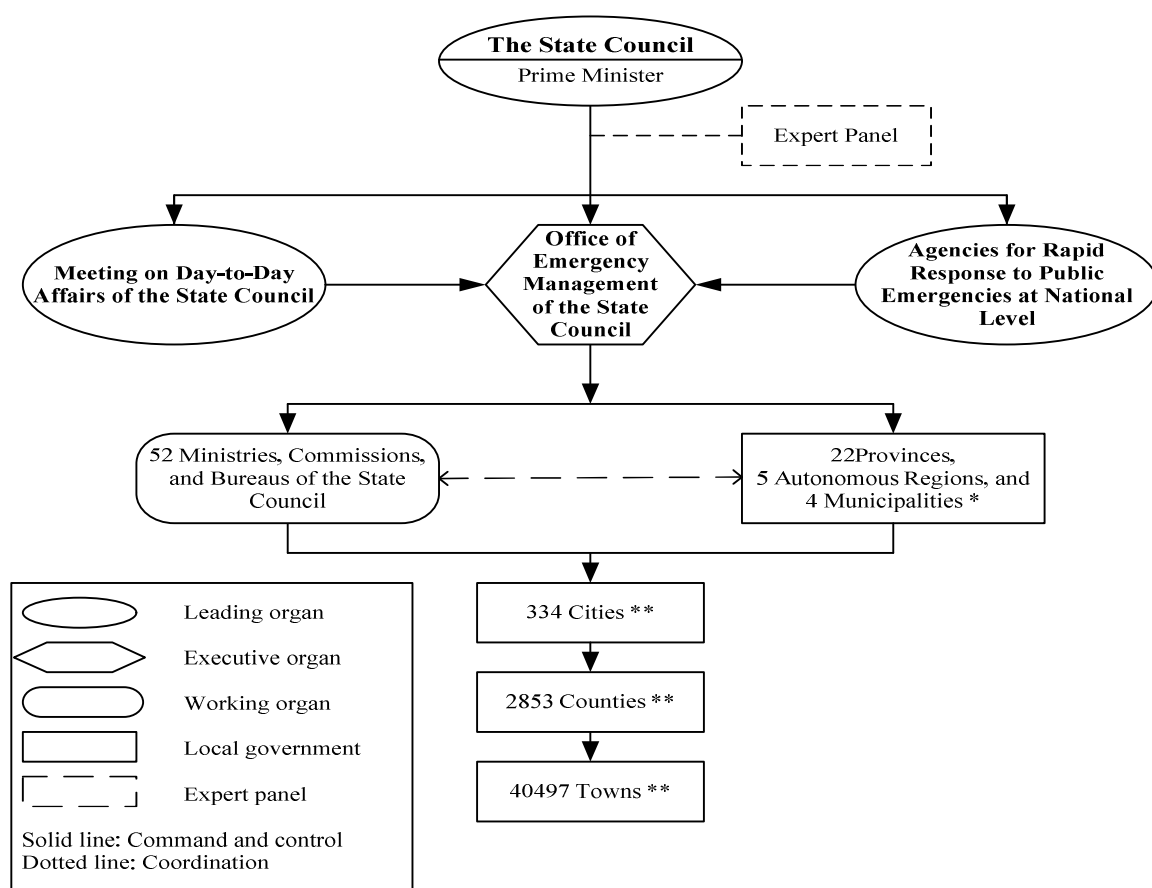 The State Council
Prime Minister
Expert Panel
Meeting on Day-to-Day
Affairs of the State Council
Office of
Emergency
Management
of the State
Council
Agencies for Rapid
Response to Public
Emergencies at National
Level
52 Ministries, Commissions,
and Bureaus of the State
Council
22Provinces,
5 Autonomous Regions, and
4 Municipalities *
334 Cities **
2853 Counties **
40497 Towns **
Leading organ
Executive organ
Working organ
Local government
Expert panel
Solid line: Command and control
Dotted line: Coordination